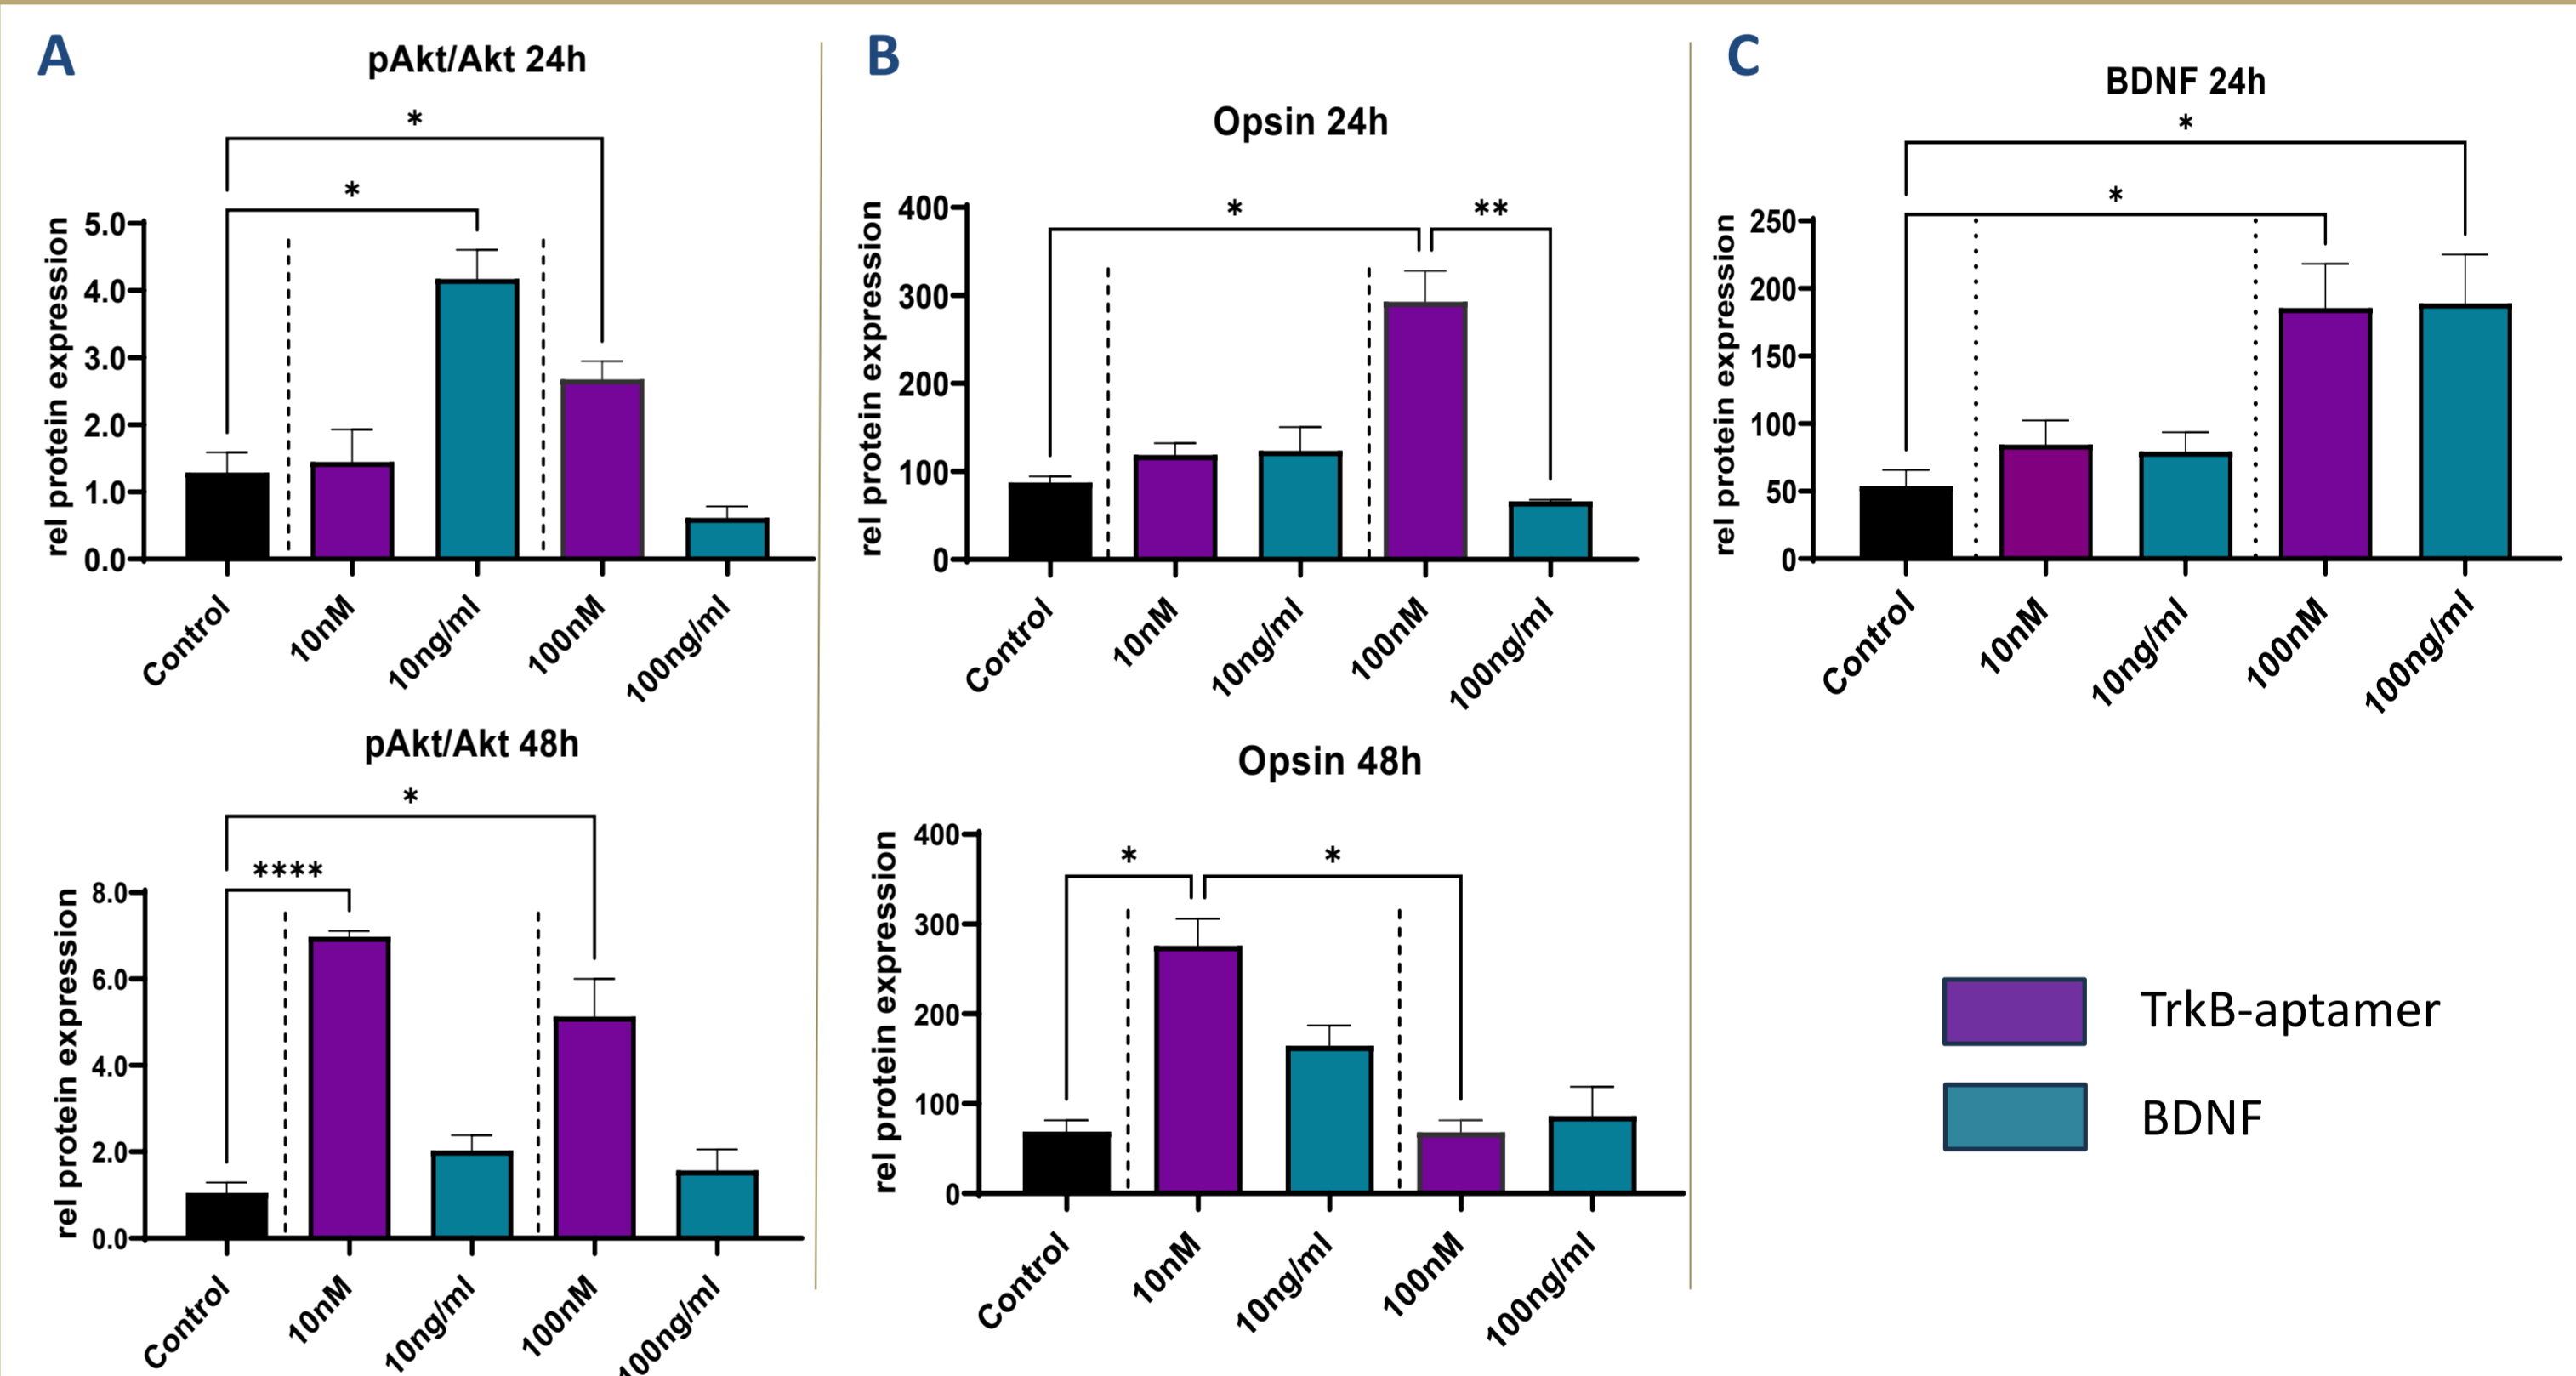 A
pAkt/Akt 24h
*
*
rel protein expression
5.0
4.0
3.0
2.0
1.0
0.0
Control
10nM
10ng/ml
100nM
100ng/ml
pAkt/Akt 48h
*
****
rel protein expression
8.0
6.0
4.0
2.0
0.0
Control
10nM
10ng/ml
100nM
100ng/ml
B
Opsin 24h
*
**
rel protein expression
400
300
200
100
0
Control
10nM
10ng/ml
100nM
100ng/ml
Opsin 48h
*
*
rel protein expression
400
300
200
100
0
Control
10nM
10ng/ml
100nM
100ng/ml
C
BDNF 24h
*
*
rel protein expression
250
200
150
100
50
0
Control
10nM
10ng/ml
100nM
100ng/ml
TrkB-aptamer
BDNF